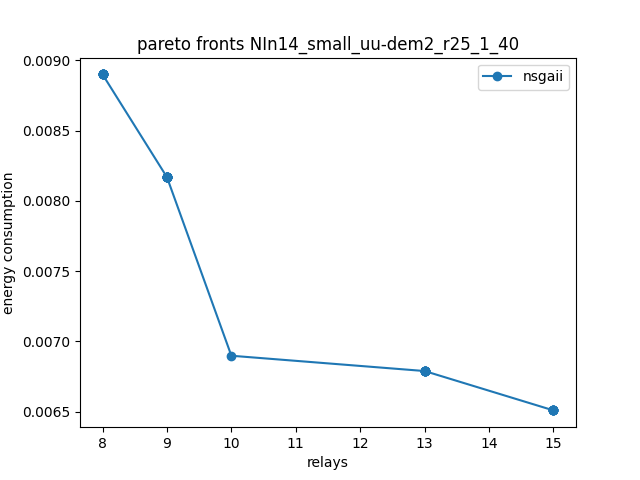 pareto fronts NIn14_small_uu-dem2_r25_1_40
nsgaii
energy consumption
0.0090
0.0085
0.0080
0.0075
0.0070
0.0065
8 9 10 11 12 13 14 15
relays